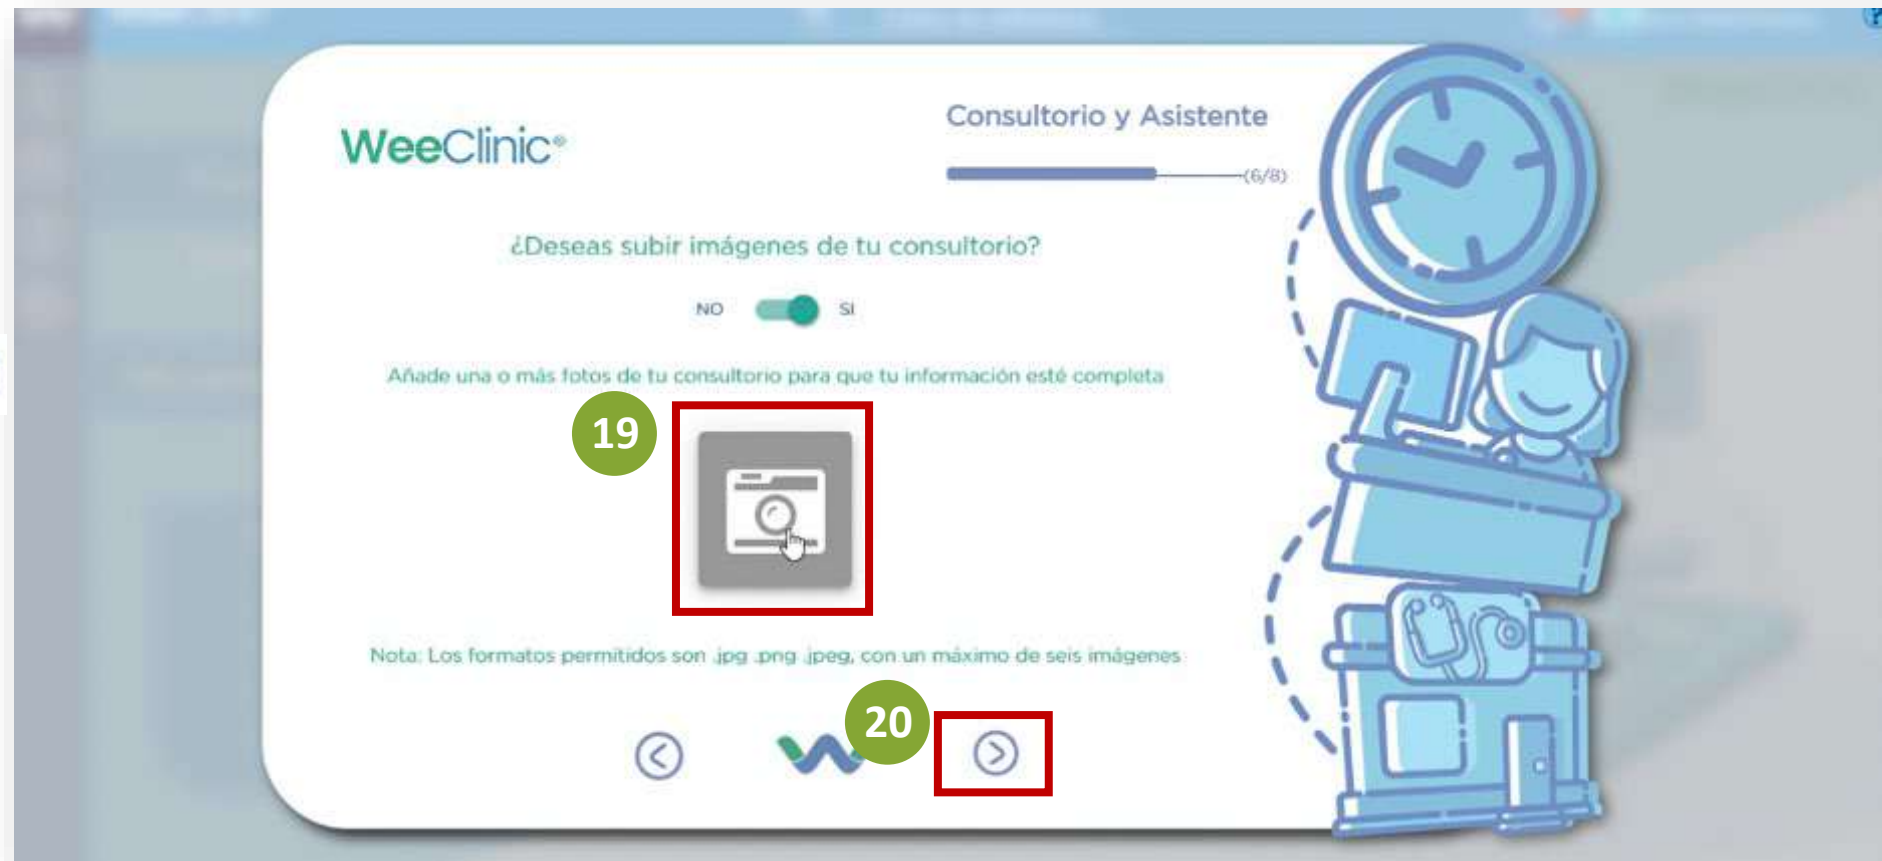 WeeClinic®
Consultorio y Asistente
(6/8)
¿Deseas subir imágenes de tu consultorio?
NO SI
Añade una o más fotos de tu consultorio para que tu información esté completa
19
Nota: Los formatos permitidos son .jpg .png .jpeg, con un máximo de seis imágenes
20
?